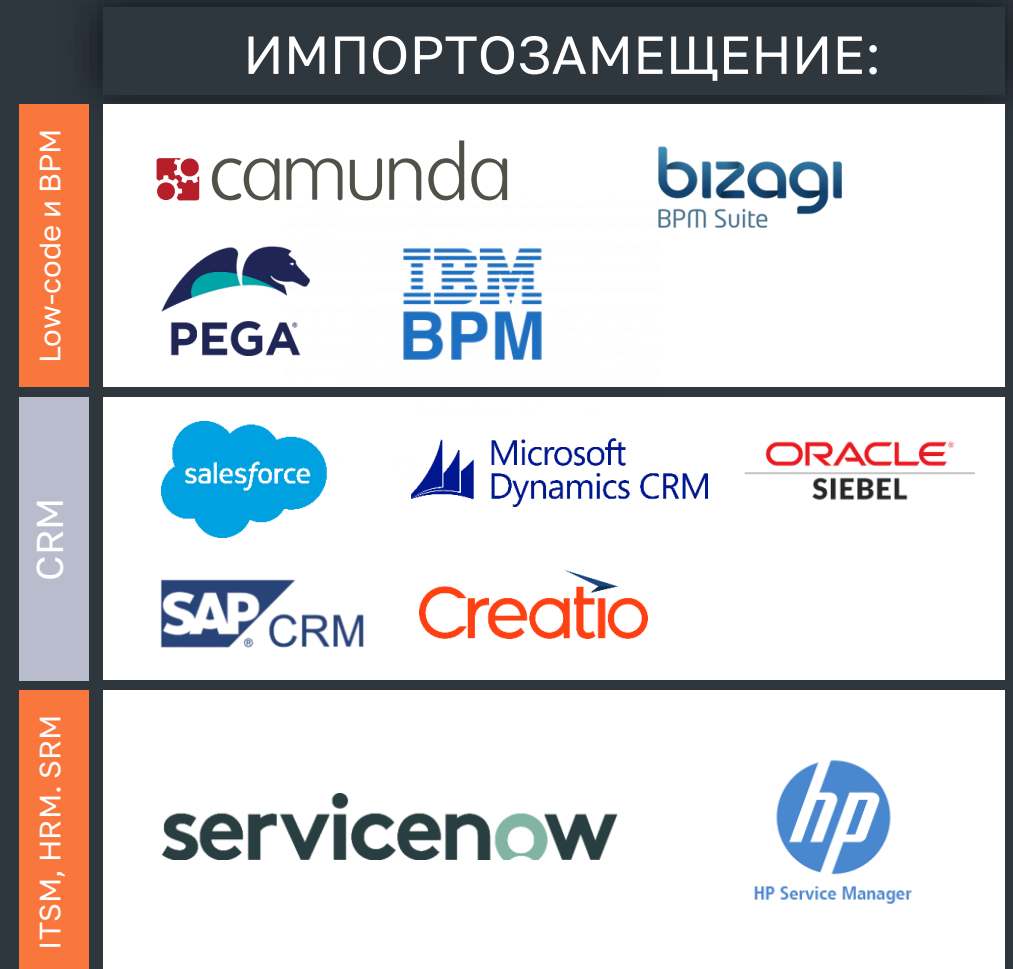 ИМПОРТОЗАМЕЩЕНИЕ:
Low-code и BPM
camunda
bizagi
BPM Suite
PEGA
IBM
BPM
CRM
salesforce
Microsoft
Dynamics CRM
ORACLE®
SIEBEL
SAP® CRM
Creatio
ITSM, HRM. SRM
servicenow
hp
HP Service Manager